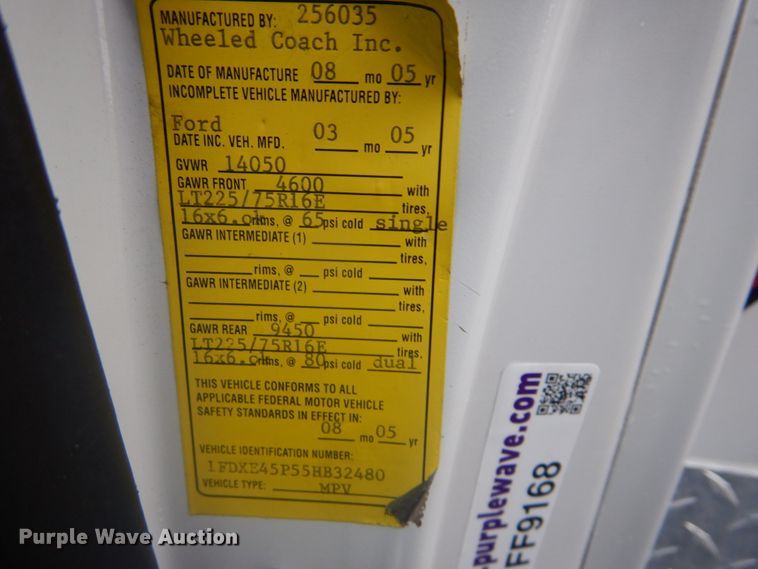 MANUFACTURED BY: 256035
Wheeled Coach Inc.
DATE OF MANUFACTURE 08 mo 05 yr
INCOMPLETE VEHICLE MANUFACTURED BY:
Ford
DATE INC. VEH. MFD. 03 mo 05 yr
GVWR 14050
GAWR FRONT 4600 with
LT225/75R16E tires,
16x6.0k rims, @ 65 psi cold single
GAWR INTERMEDIATE (1) with
tires,
rims, @ psi cold
GAWR INTERMEDIATE (2) with
tires,
rims, @ psi cold
GAWR REAR 9450 with
LT225/75R16E tires,
16x6.0k rims, @ 80 psi cold dual
THIS VEHICLE CONFORMS TO ALL
APPLICABLE FEDERAL MOTOR VEHICLE
SAFETY STANDARDS IN EFFECT IN:
08 mo 05 yr
VEHICLE IDENTIFICATION NUMBER:
1FDXE45P55HB32480
VEHICLE TYPE: MPV
purplewave.com
FF9168
Purple Wave Auction